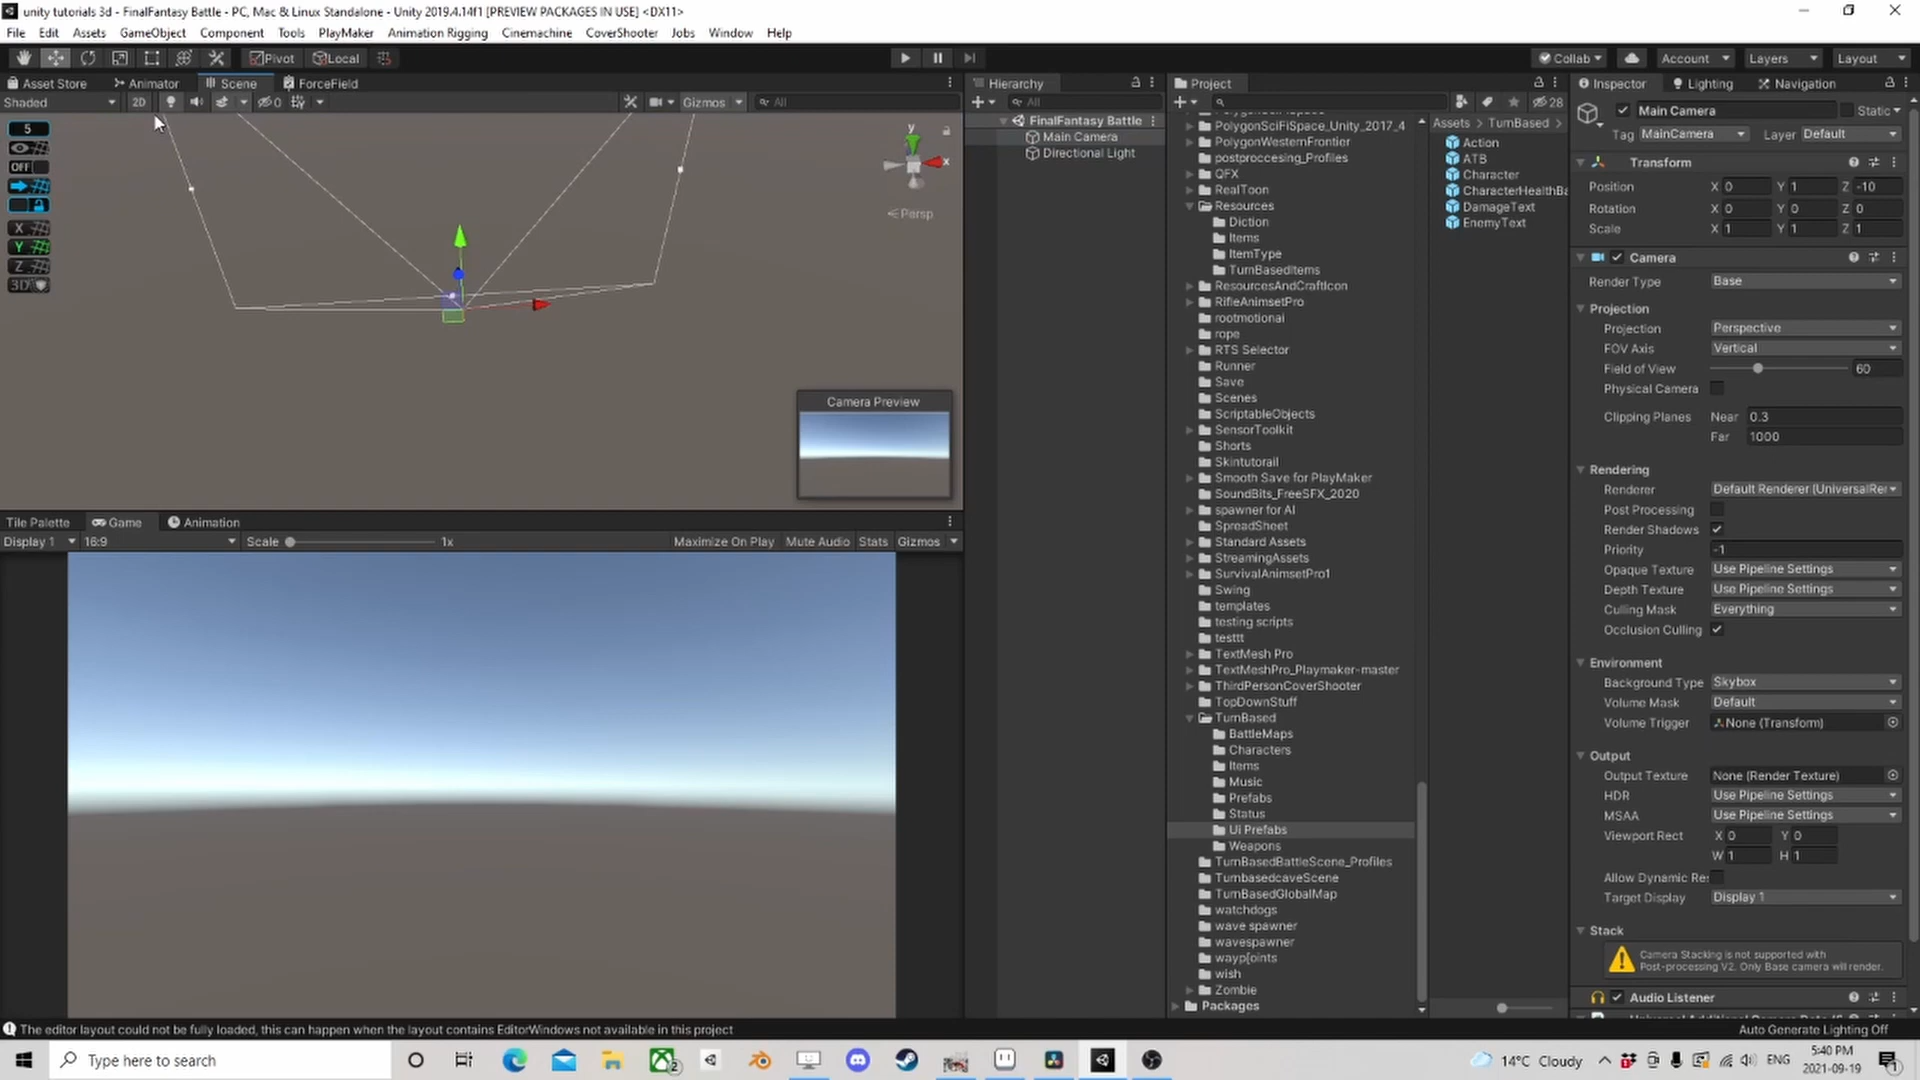 unity tutorials 3d - FinalFantasy Battle - PC, Mac & Linux Standalone - Unity 2019.4.14f1 [PREVIEW PACKAGES IN USE] <DX11>
File Edit Assets GameObject Component Tools PlayMaker Animation Rigging Cinemachine CoverShooter Jobs Window Help
Pivot Local Collab Account Layers Layout
Asset Store Animator Scene ForceField
Shaded 2D 0 Gizmos All
5
OFF
X
Y
Z
3D
y
x
Persp
Camera Preview
Tile Palette Game Animation
Display 1 16:9 Scale 1x Maximize On Play Mute Audio Stats Gizmos
Hierarchy
All
FinalFantasy Battle
Main Camera
Directional Light
Project
28
PolygonSciFiSpace_Unity_2017_4
PolygonWesternFrontier
postproccesing_Profiles
QFX
RealToon
Resources
Diction
Items
ItemType
TurnBasedItems
ResourcesAndCraftIcon
RifleAnimsetPro
rootmotionai
rope
RTS Selector
Runner
Save
Scenes
ScriptableObjects
SensorToolkit
Shorts
Skintutorail
Smooth Save for PlayMaker
SoundBits_FreeSFX_2020
spawner for AI
SpreadSheet
Standard Assets
StreamingAssets
SurvivalAnimsetPro1
Swing
templates
testing scripts
testtt
TextMesh Pro
TextMeshPro_Playmaker-master
ThirdPersonCoverShooter
TopDownStuff
TurnBased
BattleMaps
Characters
Items
Music
Prefabs
Status
Ui Prefabs
Weapons
TurnBasedBattleScene_Profiles
TurnbasedcaveScene
TurnBasedGlobalMap
watchdogs
wave spawner
wavespawner
wayp[oints
wish
Zombie
Packages
Assets > TurnBased >
Action
ATB
Character
CharacterHealthBa
DamageText
EnemyText
Inspector Lighting Navigation
Main Camera Static
Tag MainCamera Layer Default
Transform
Position X 0 Y 1 Z -10
Rotation X 0 Y 0 Z 0
Scale X 1 Y 1 Z 1
Camera
Render Type Base
Projection
Projection Perspective
FOV Axis Vertical
Field of View 60
Physical Camera
Clipping Planes Near 0.3
Far 1000
Rendering
Renderer Default Renderer (UniversalRer
Post Processing
Render Shadows
Priority -1
Opaque Texture Use Pipeline Settings
Depth Texture Use Pipeline Settings
Culling Mask Everything
Occlusion Culling
Environment
Background Type Skybox
Volume Mask Default
Volume Trigger None (Transform)
Output
Output Texture None (Render Texture)
HDR Use Pipeline Settings
MSAA Use Pipeline Settings
Viewport Rect X 0 Y 0
W 1 H 1
Allow Dynamic Res
Target Display Display 1
Stack
Camera Stacking is not supported with
Post-processing V2. Only Base camera will render.
Audio Listener
The editor layout could not be fully loaded, this can happen when the layout contains EditorWindows not available in this project
Auto Generate Lighting Off
Type here to search
14°C Cloudy
ENG
5:40 PM
2021-09-19